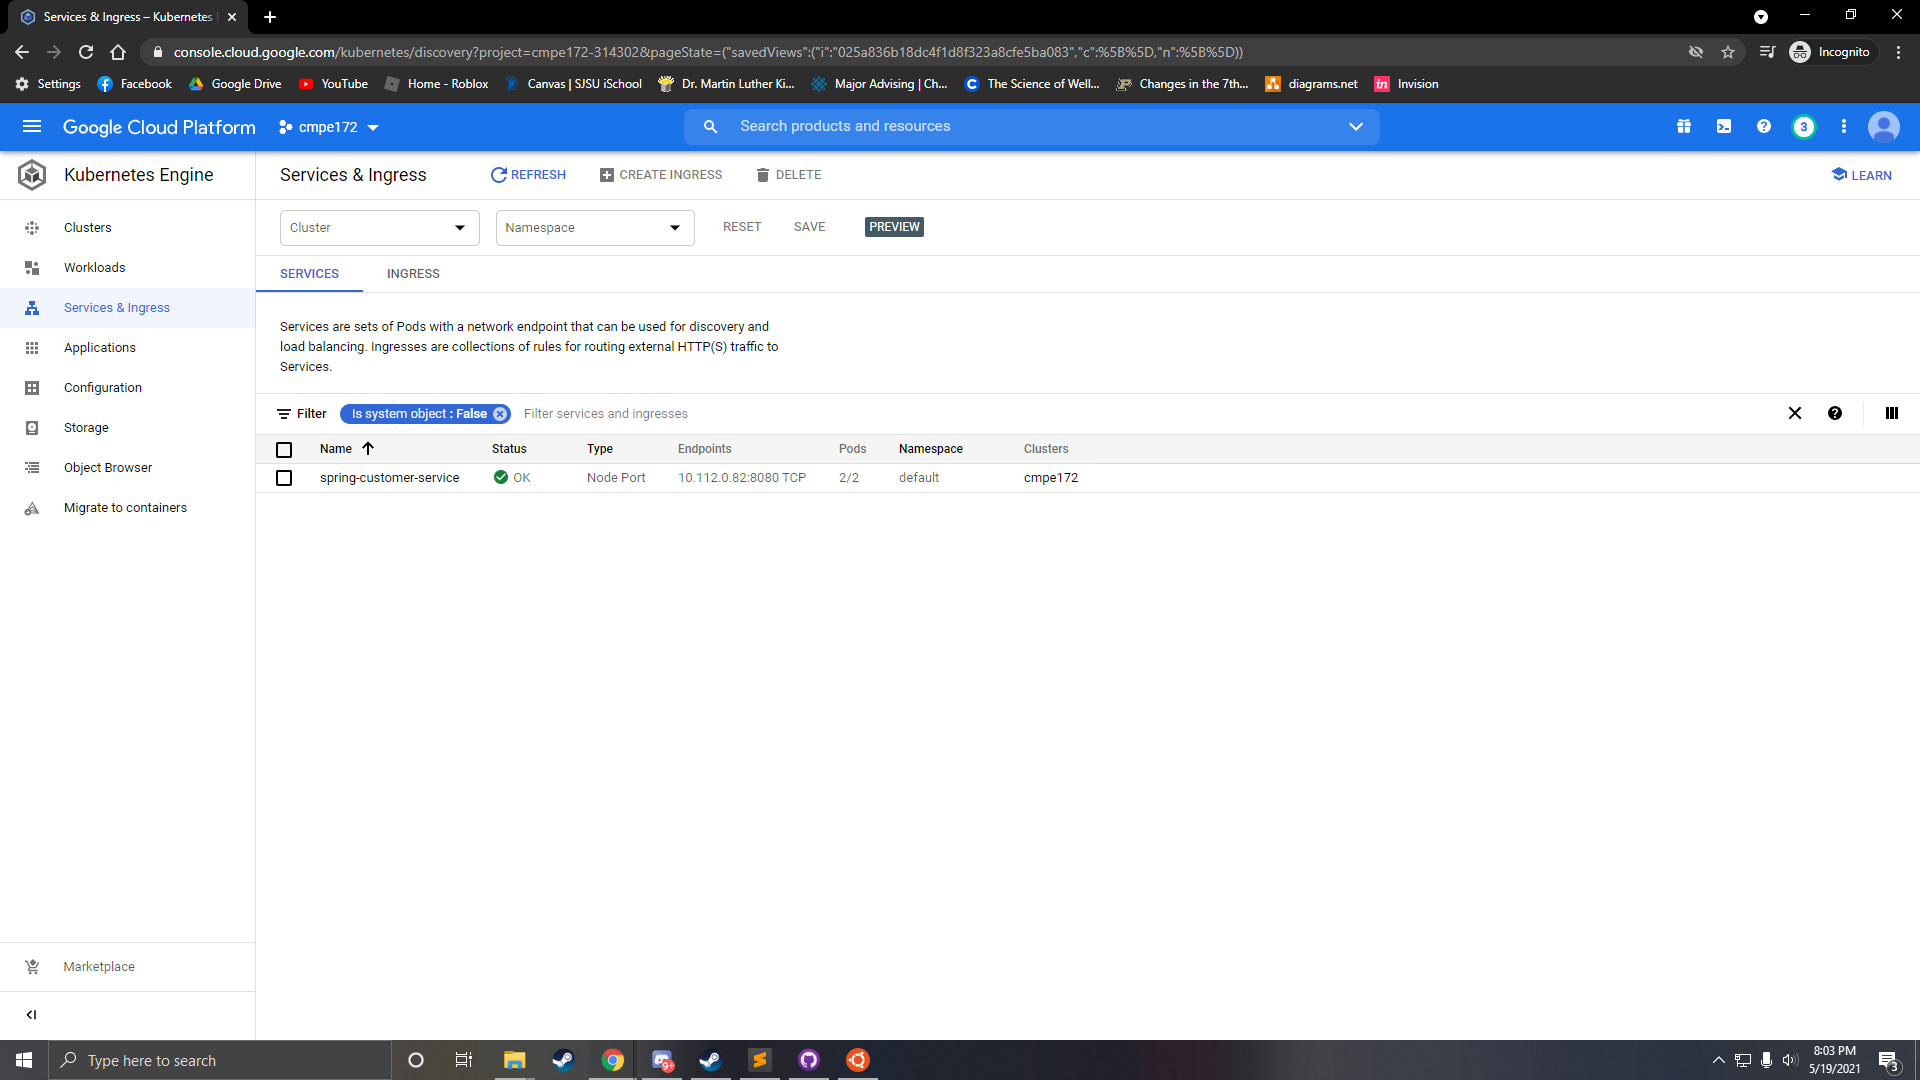 Services & Ingress – Kubernetes
console.cloud.google.com/kubernetes/discovery?project=cmpe172-314302&pageState=("savedViews":("i":"025a836b18dc4f1d8f323a8cfe5ba083","c":%5B%5D,"n":%5B%5D))
Incognito
Settings Facebook Google Drive YouTube Home - Roblox Canvas | SJSU iSchool Dr. Martin Luther Ki... Major Advising | Ch... The Science of Well... Changes in the 7th... diagrams.net in Invision
Google Cloud Platform cmpe172 Search products and resources 3
Kubernetes Engine
Services & Ingress REFRESH CREATE INGRESS DELETE LEARN
Clusters
Workloads
Services & Ingress
Applications
Configuration
Storage
Object Browser
Migrate to containers
Marketplace
Cluster Namespace RESET SAVE PREVIEW
SERVICES INGRESS
Services are sets of Pods with a network endpoint that can be used for discovery and
load balancing. Ingresses are collections of rules for routing external HTTP(S) traffic to
Services.
Filter Is system object : False Filter services and ingresses
Name Status Type Endpoints Pods Namespace Clusters
spring-customer-service OK Node Port 10.112.0.82:8080 TCP 2/2 default cmpe172
Type here to search
9+
8:03 PM
5/19/2021
3